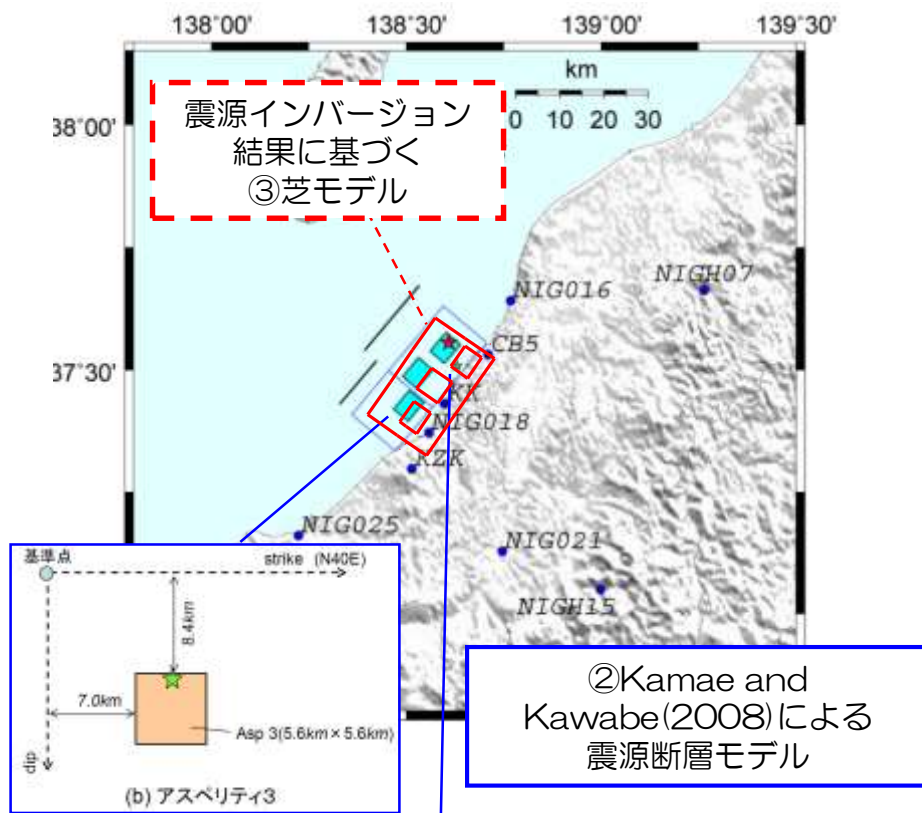 138°00' 138°30' 139°00' 139°30'
km
0 10 20 30
38°00'
震源インバージョン
結果に基づく
③芝モデル
NIGH07
NIG016
CB5
37°30'
KK
NIG018
KZK
NIG025
NIG021
NIGH15
基準点
strike (N40E)
8.4km
7.0km
Asp 3(5.6km×5.6km)
dip
(b) アスペリティ3
②Kamae and
Kawabe(2008)による
震源断層モデル